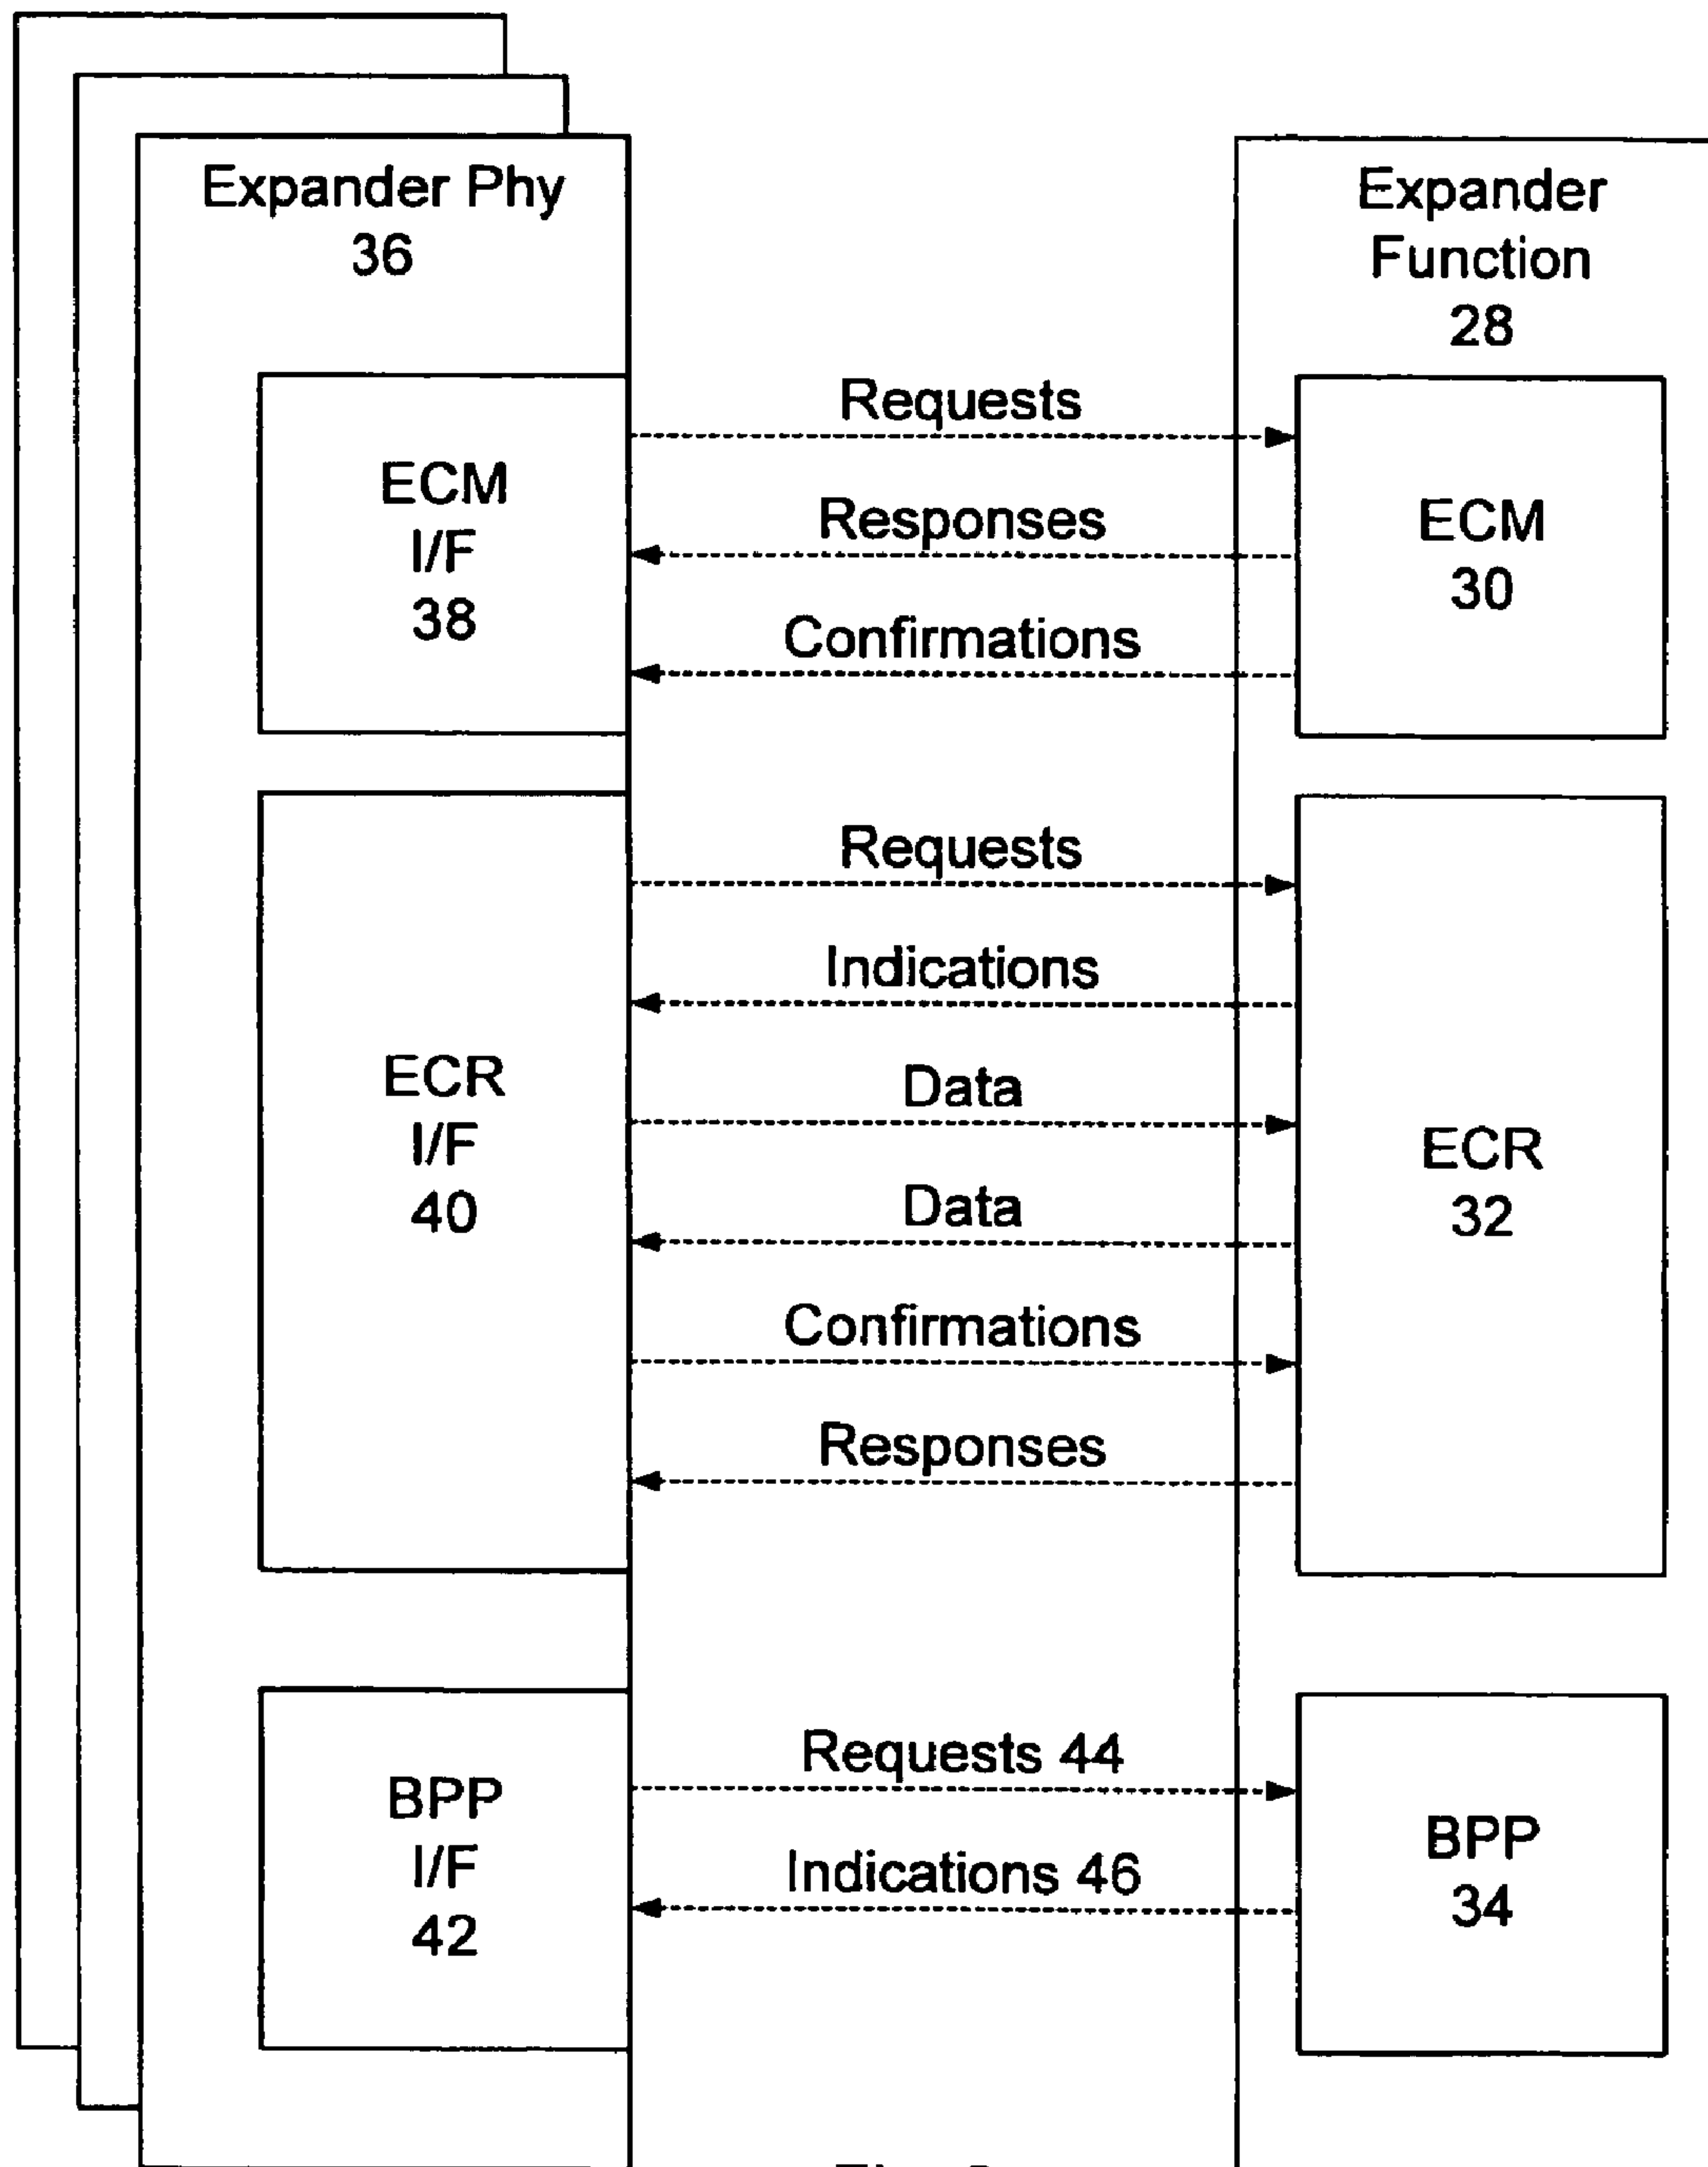 Expander Phy
36
Expander
Function
28
ECM
I/F
38
Requests
Responses
Confirmations
ECM
30
ECR
I/F
40
Requests
Indications
Data
Data
Confirmations
Responses
ECR
32
BPP
I/F
42
Requests 44
Indications 46
BPP
34